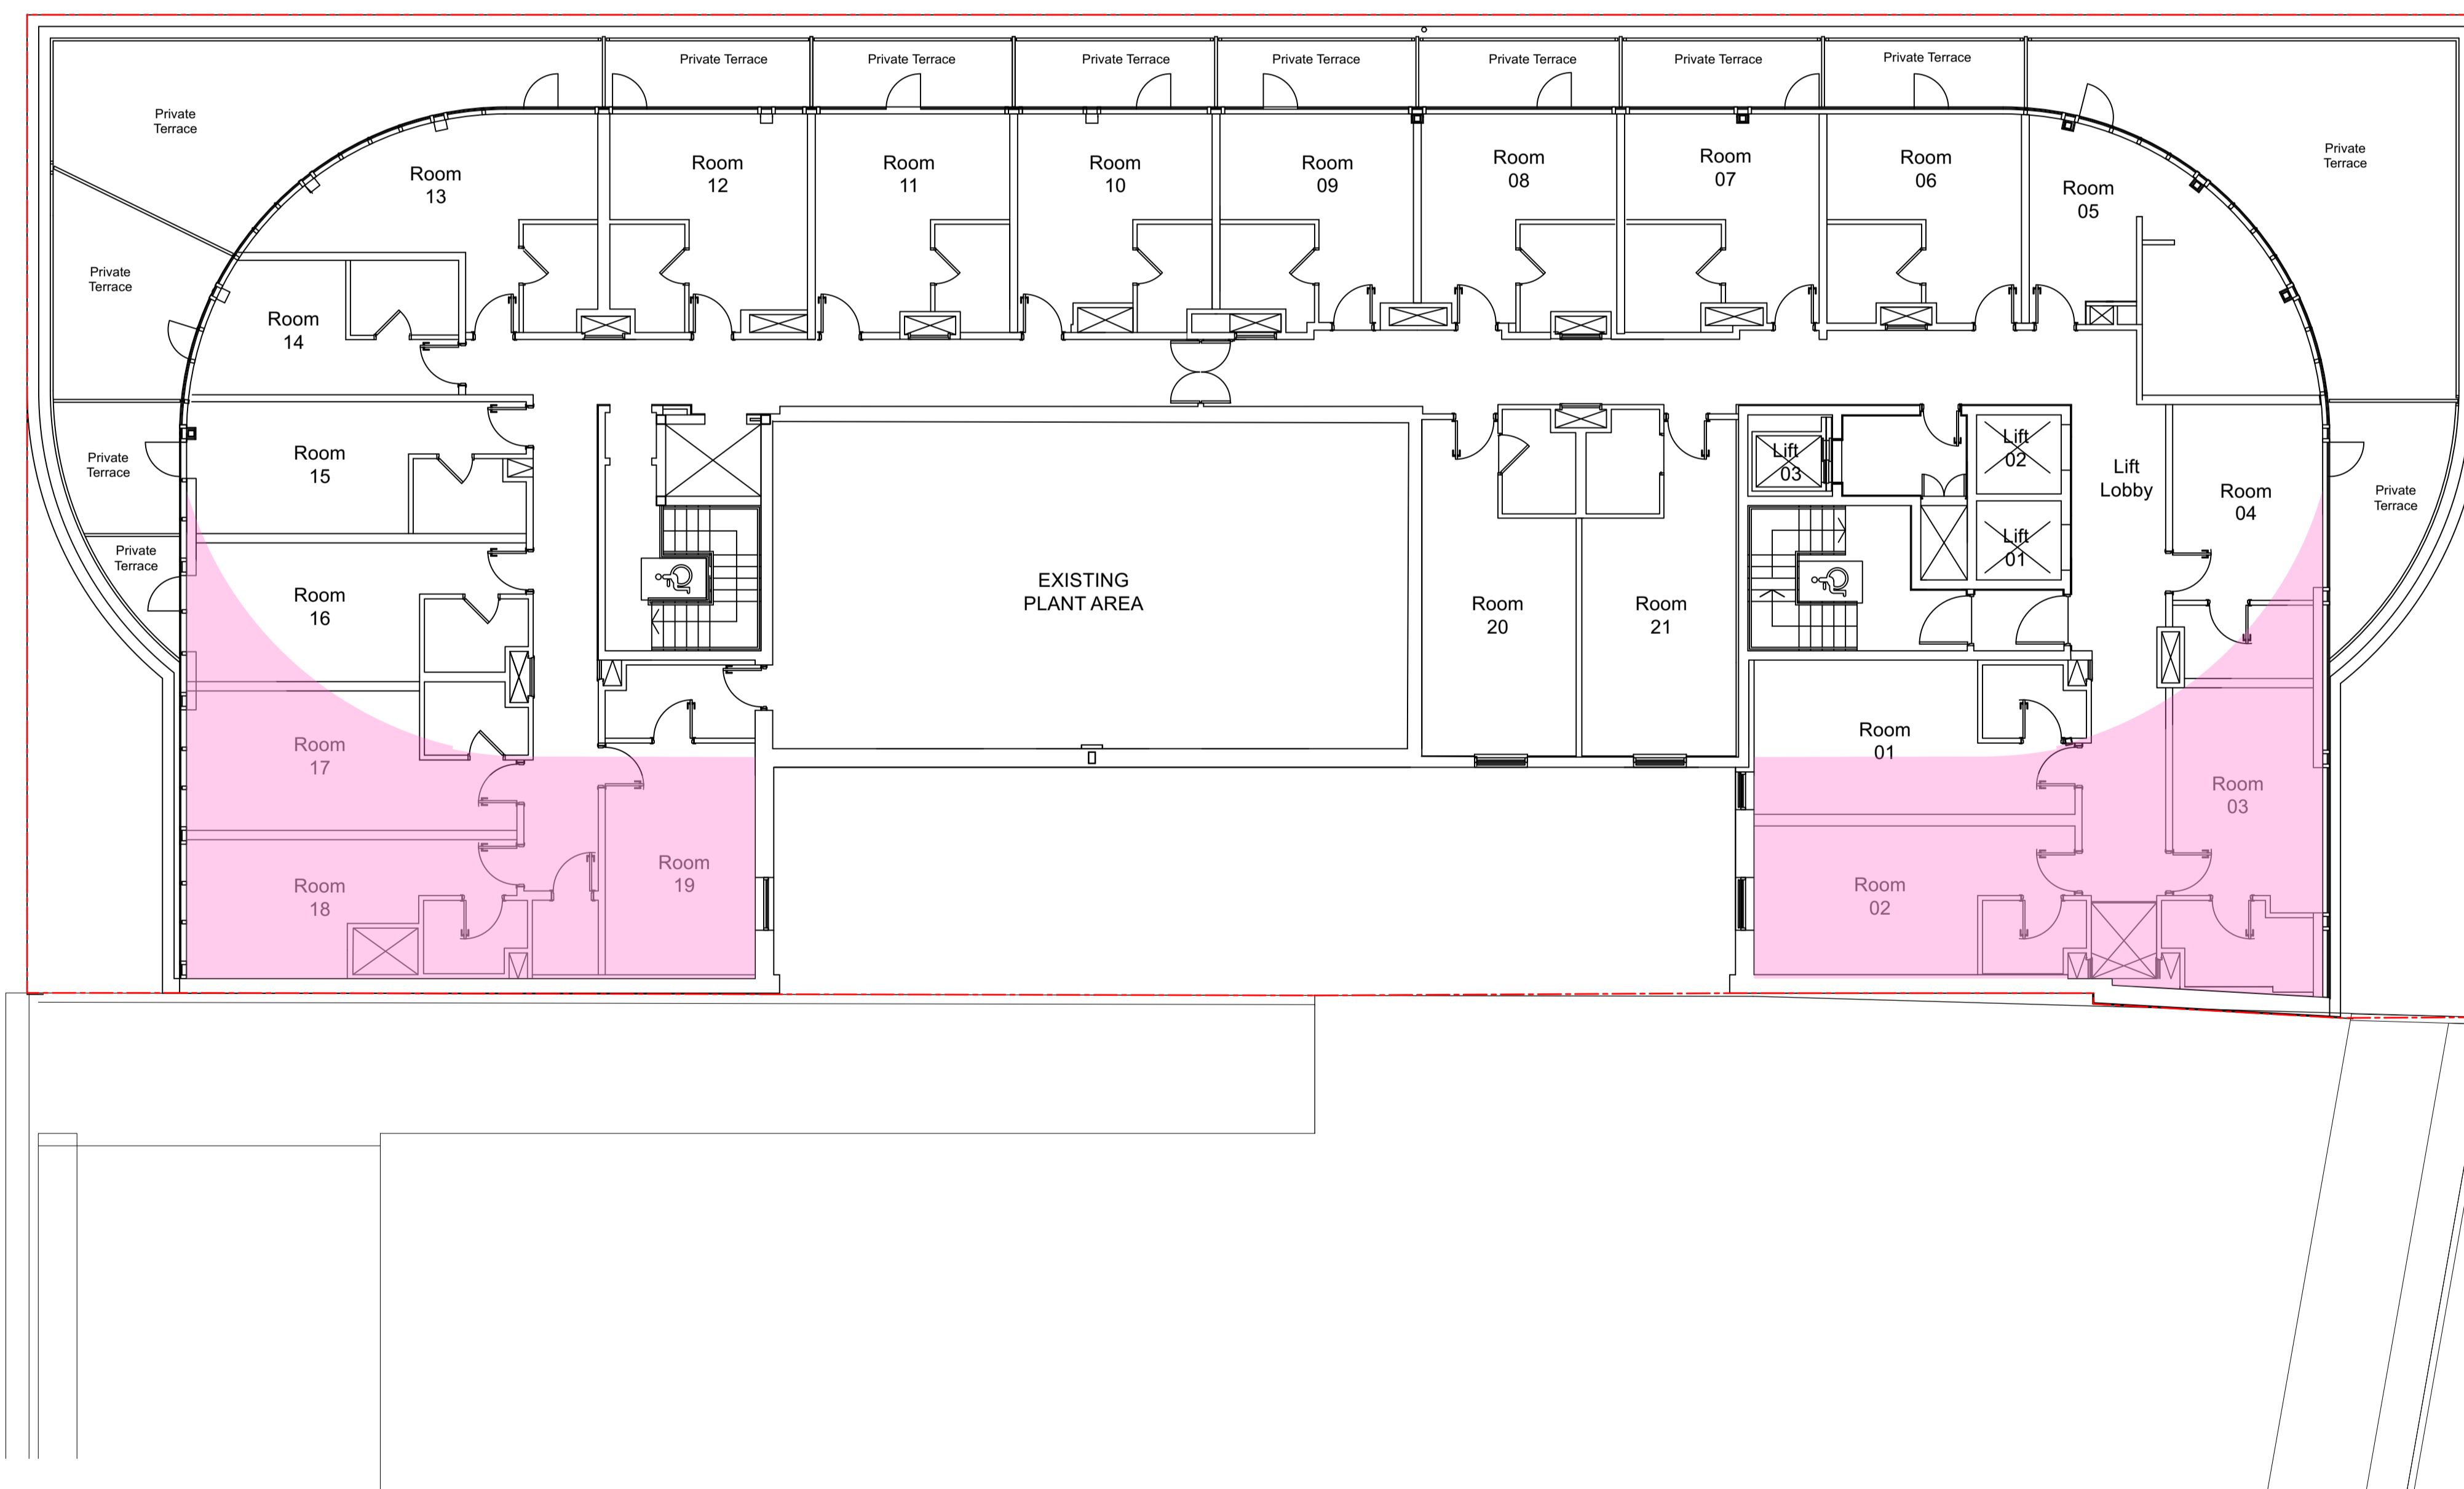 Private Terrace
Private Terrace
Private Terrace
Private Terrace
Private Terrace
Private Terrace
Private Terrace
Private
Terrace
Private
Terrace
Room
13
Room
12
Room
11
Room
10
Room
09
Room
08
Room
07
Room
06
Room
05
Private
Terrace
Room
14
Private
Terrace
Room
15
Lift
03
Lift
02
Lift
Lobby
Room
04
Private
Terrace
Private
Terrace
Room
16
EXISTING
PLANT AREA
Room
20
Room
21
Lift
01
Room
17
Room
01
Room
03
Room
18
Room
19
Room
02